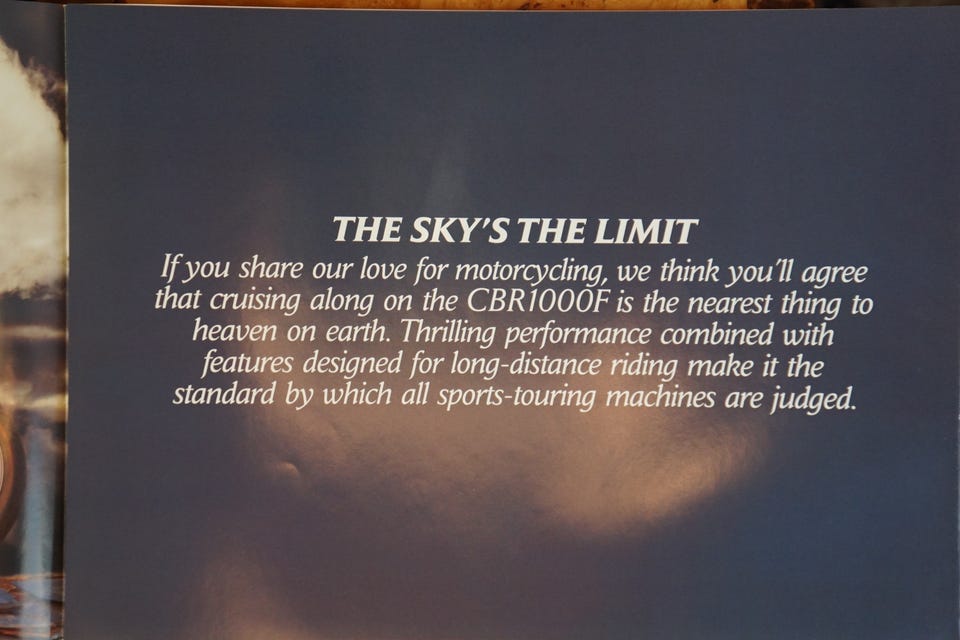 THE SKY'S THE LIMIT
If you share our love for motorcycling, we think you'll agree
that cruising along on the CBR1000F is the nearest thing to
heaven on earth. Thrilling performance combined with
features designed for long-distance riding make it the
standard by which all sports-touring machines are judged.